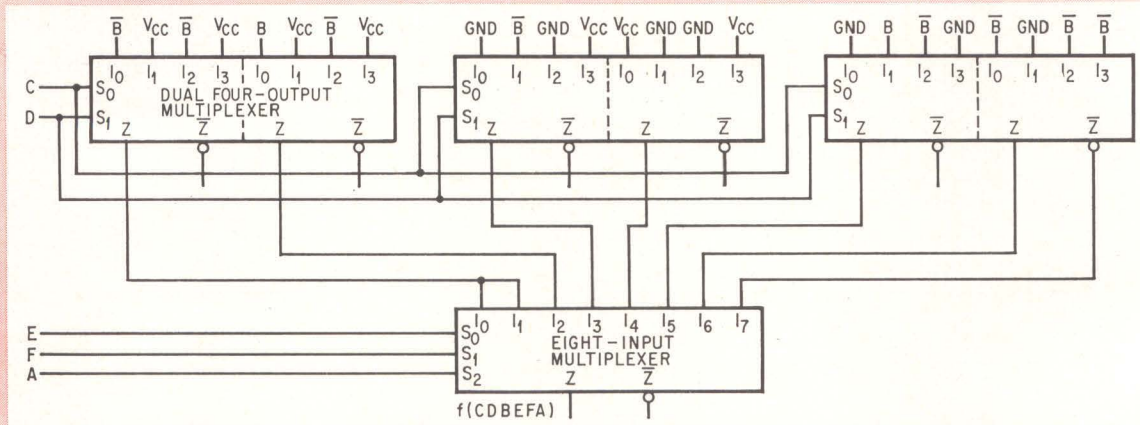 B̅ VCC B̅ VCC B VCC B̅ VCC GND B̅ GND VCC VCC GND GND VCC GND B B̅ GND B̅ GND B̅ B̅
I0 I1 I2 I3 I0 I1 I2 I3 I0 I1 I2 I3 I0 I1 I2 I3 I0 I1 I2 I3 I0 I1 I2 I3
C S0 DUAL FOUR-OUTPUT S0 S0
MULTIPLEXER
D S1 S1 S1
Z Z̅ Z Z̅ Z Z̅ Z Z̅ Z Z̅ Z Z̅
I0 I1 I2 I3 I4 I5 I6 I7
E S0 EIGHT-INPUT
F S1 MULTIPLEXER
A S2 Z Z̅
f(CDBEFA)